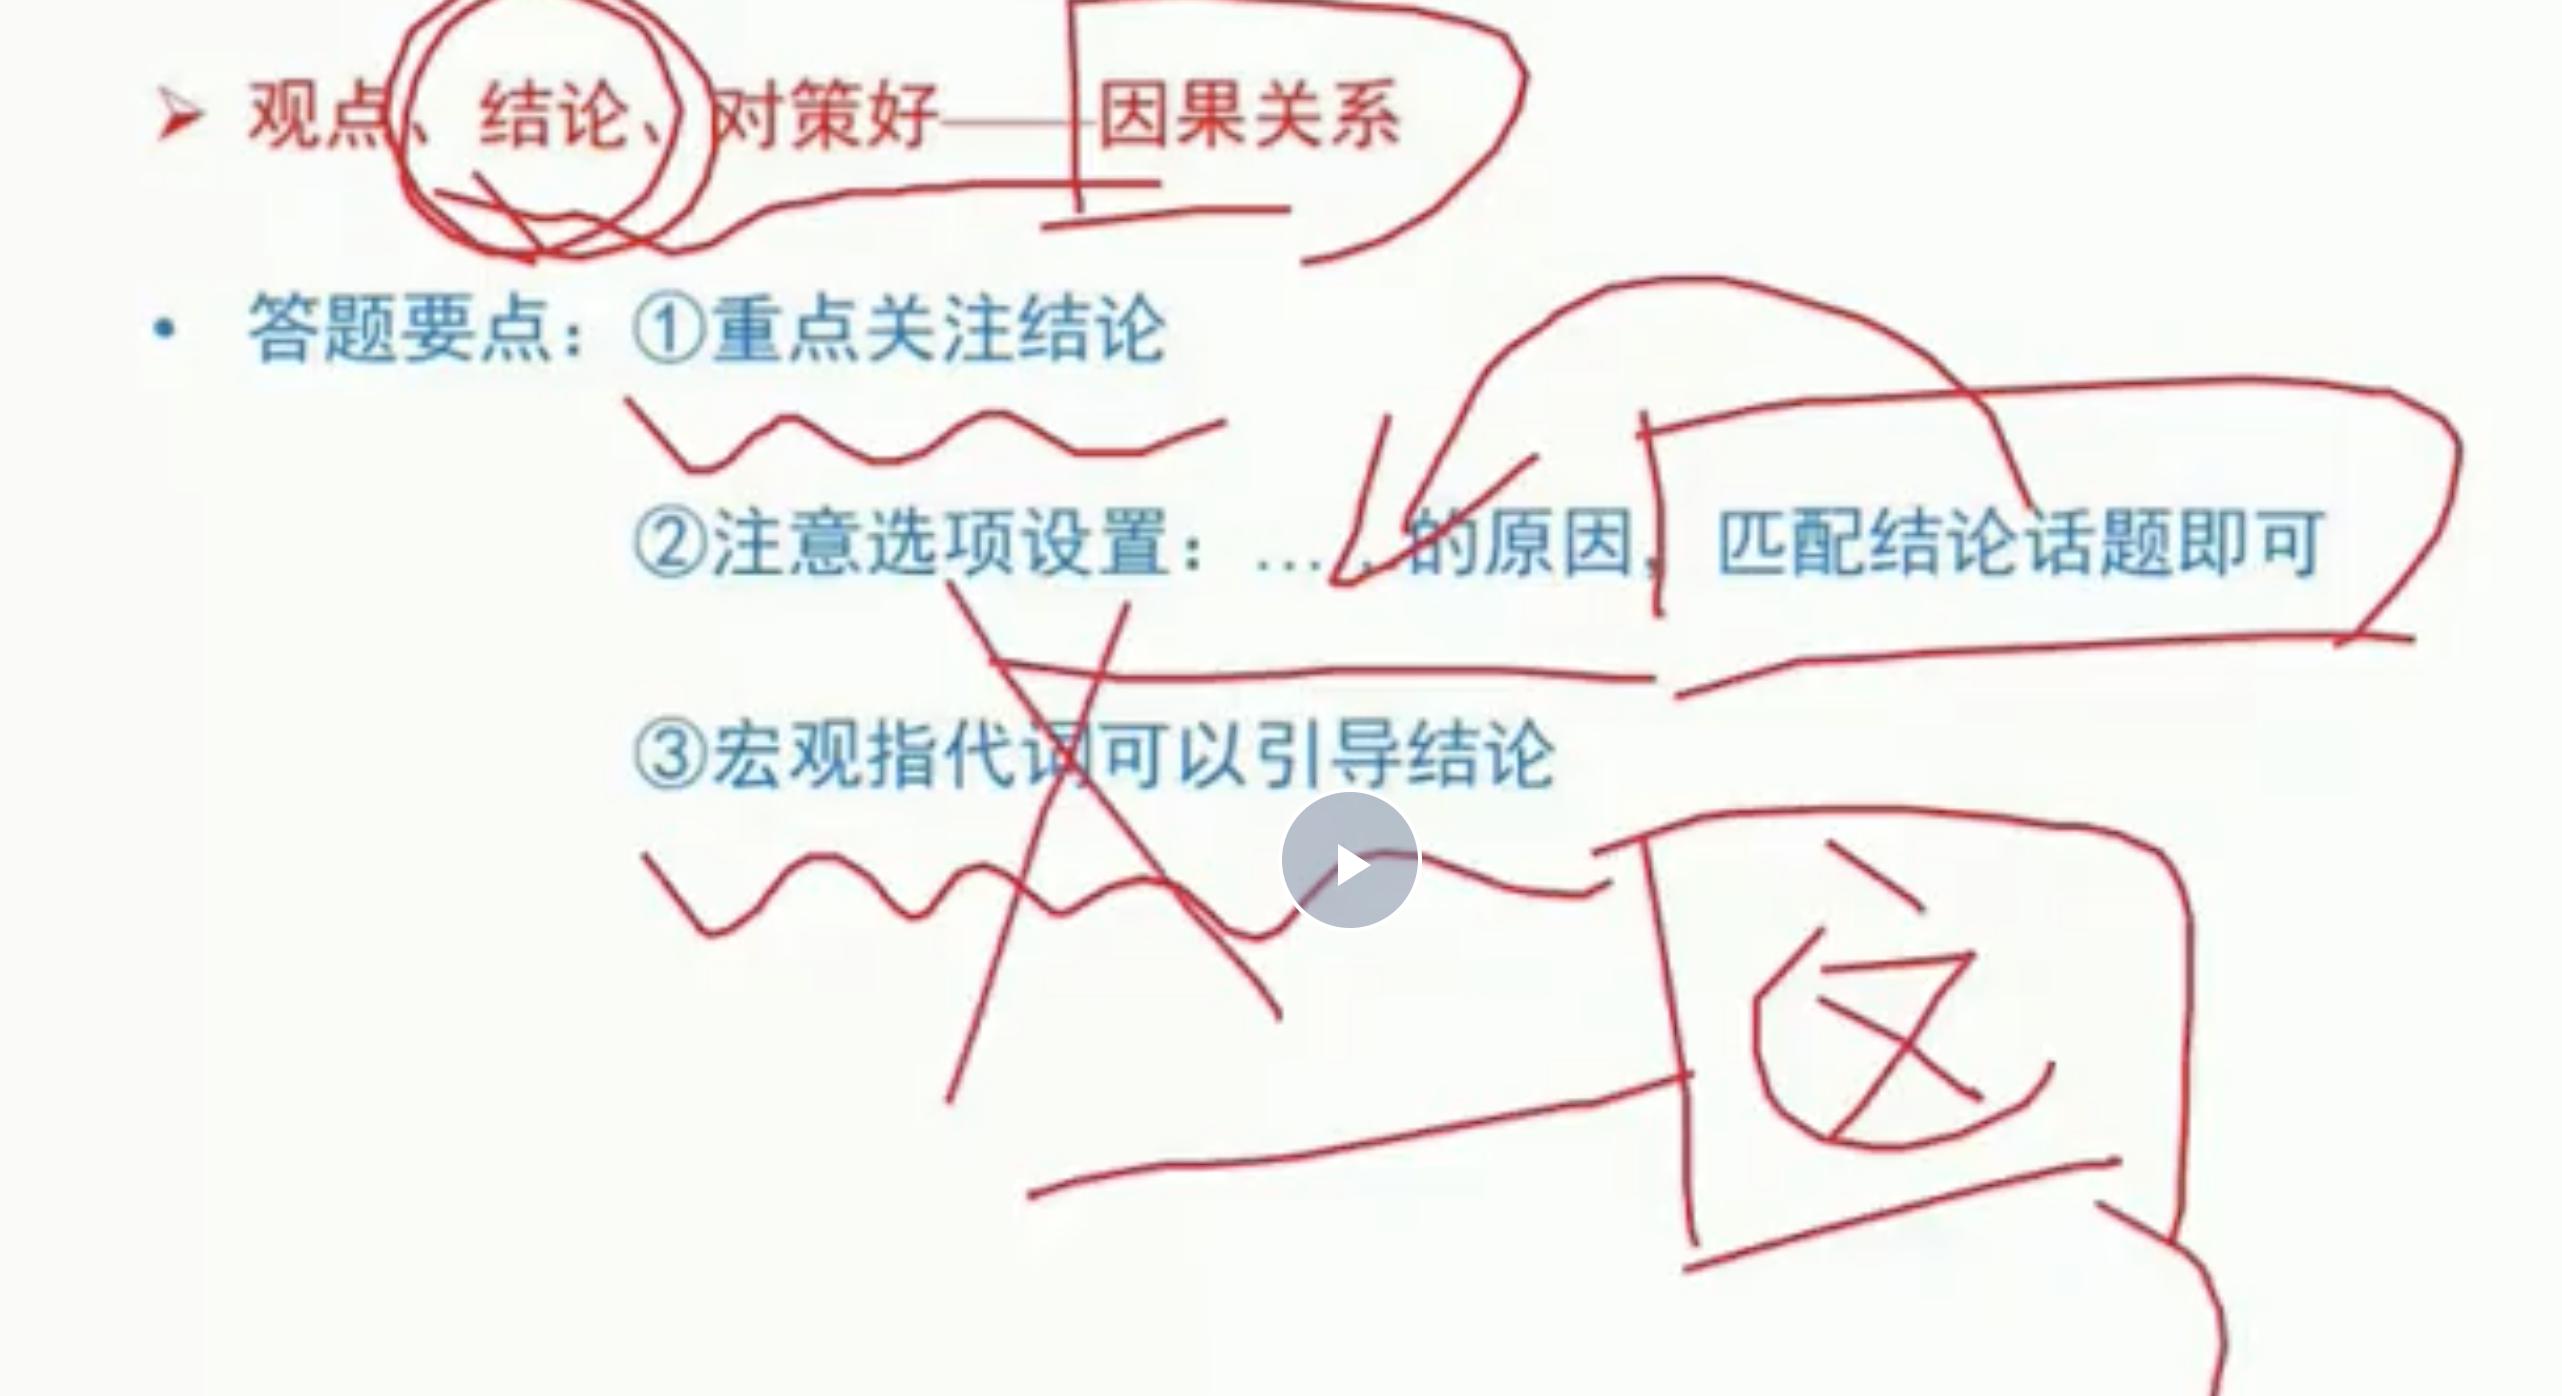 观点、结论、对策好——因果关系
答题要点：①重点关注结论
②注意选项设置：……的原因，匹配结论话题即可
③宏观指代词可以引导结论
这